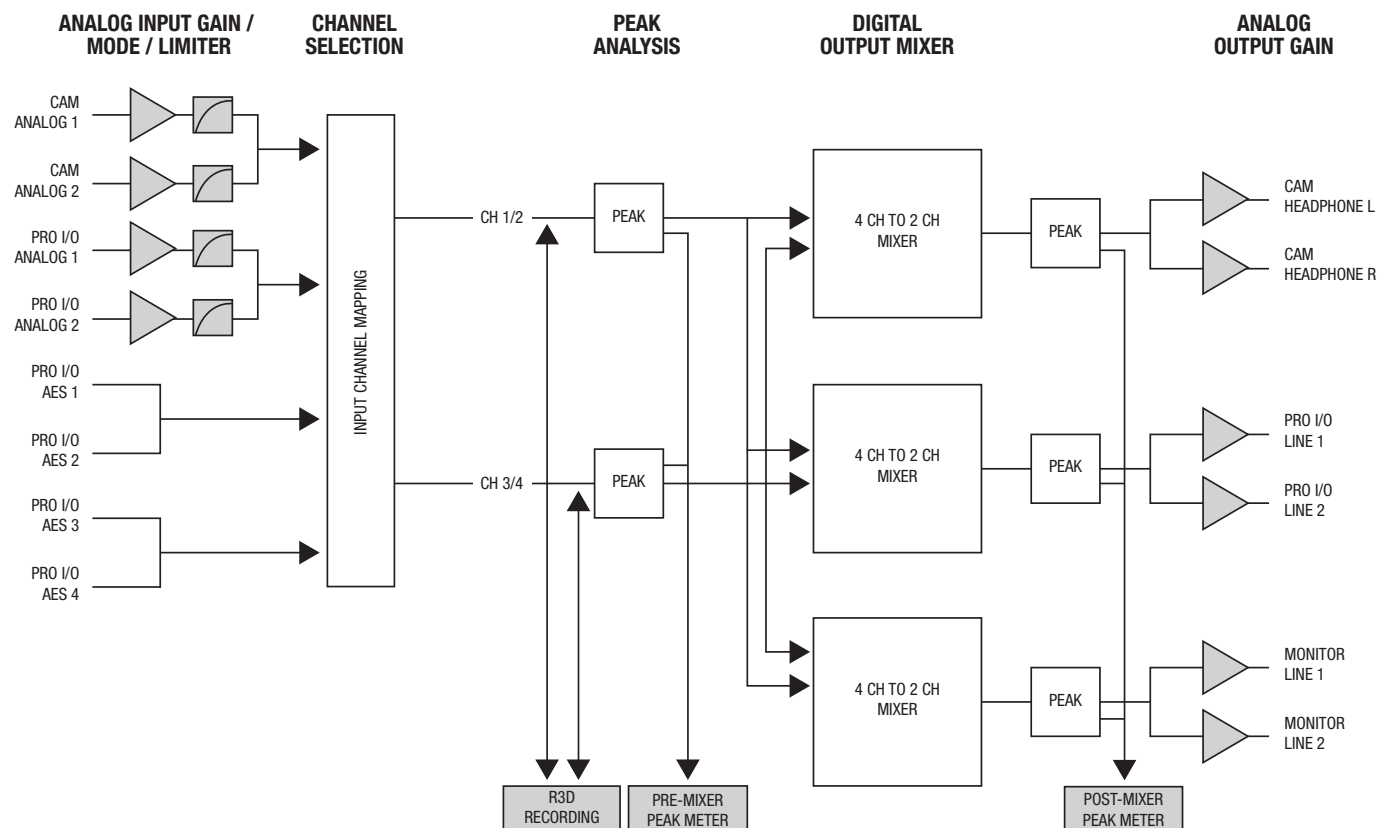 ANALOG INPUT GAIN /
MODE / LIMITER
CHANNEL
SELECTION
PEAK
ANALYSIS
DIGITAL
OUTPUT MIXER
ANALOG
OUTPUT GAIN
CAM
ANALOG 1
CAM
ANALOG 2
PRO I/O
ANALOG 1
PRO I/O
ANALOG 2
PRO I/O
AES 1
PRO I/O
AES 2
PRO I/O
AES 3
PRO I/O
AES 4
INPUT CHANNEL MAPPING
CH 1/2
CH 3/4
PEAK
PEAK
4 CH TO 2 CH
MIXER
4 CH TO 2 CH
MIXER
4 CH TO 2 CH
MIXER
PEAK
PEAK
PEAK
CAM
HEADPHONE L
CAM
HEADPHONE R
PRO I/O
LINE 1
PRO I/O
LINE 2
MONITOR
LINE 1
MONITOR
LINE 2
R3D
RECORDING
PRE-MIXER
PEAK METER
POST-MIXER
PEAK METER